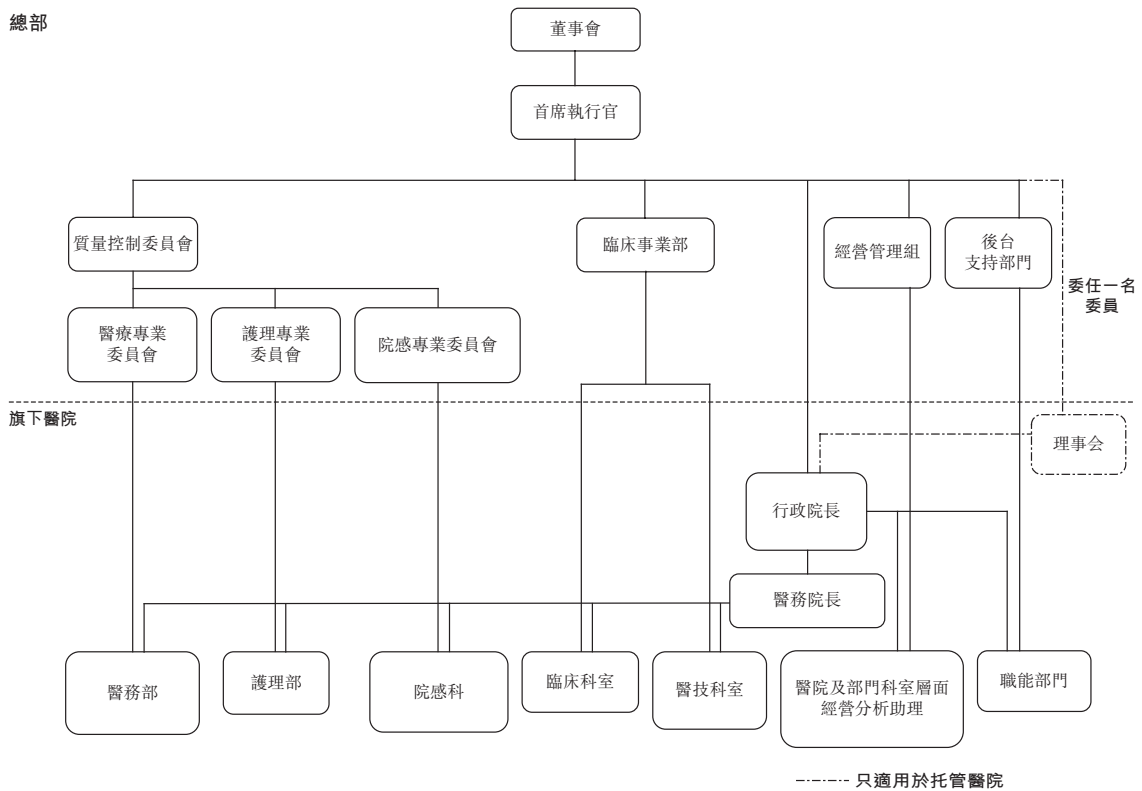 總部
董事會
首席執行官
質量控制委員會
臨床事業部
經營管理組
後台
支持部門
委任一名
委員
醫療專業
委員會
護理專業
委員會
院感專業委員會
旗下醫院
理事会
行政院長
醫務院長
醫務部
護理部
院感科
臨床科室
醫技科室
醫院及部門科室層面
經營分析助理
職能部門
只適用於托管醫院